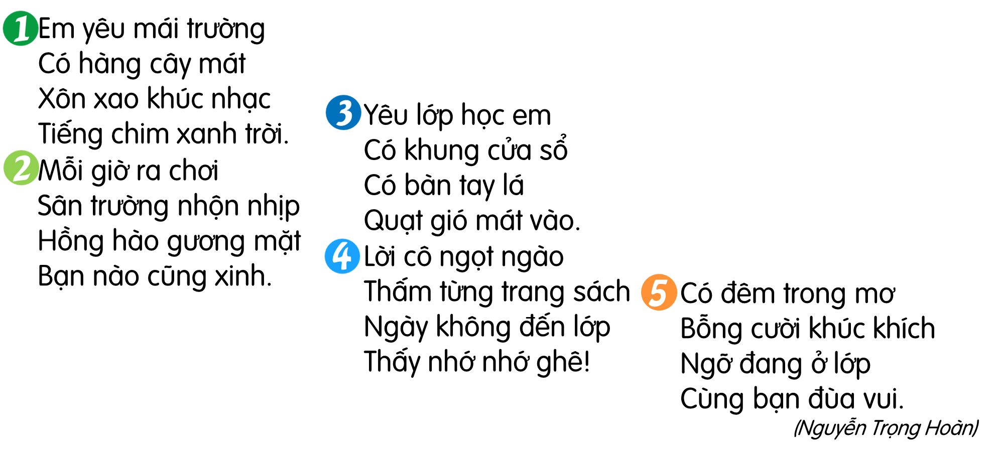 1 Em yêu mái trường
Có hàng cây mát
Xôn xao khúc nhạc
Tiếng chim xanh trời.
2 Mỗi giờ ra chơi
Sân trường nhộn nhịp
Hồng hào gương mặt
Bạn nào cũng xinh.
3 Yêu lớp học em
Có khung cửa sổ
Có bàn tay lá
Quạt gió mát vào.
4 Lời cô ngọt ngào
Thấm từng trang sách
Ngày không đến lớp
Thấy nhớ nhớ ghê!
5 Có đêm trong mơ
Bỗng cười khúc khích
Ngỡ đang ở lớp
Cùng bạn đùa vui.
(Nguyễn Trọng Hoàn)